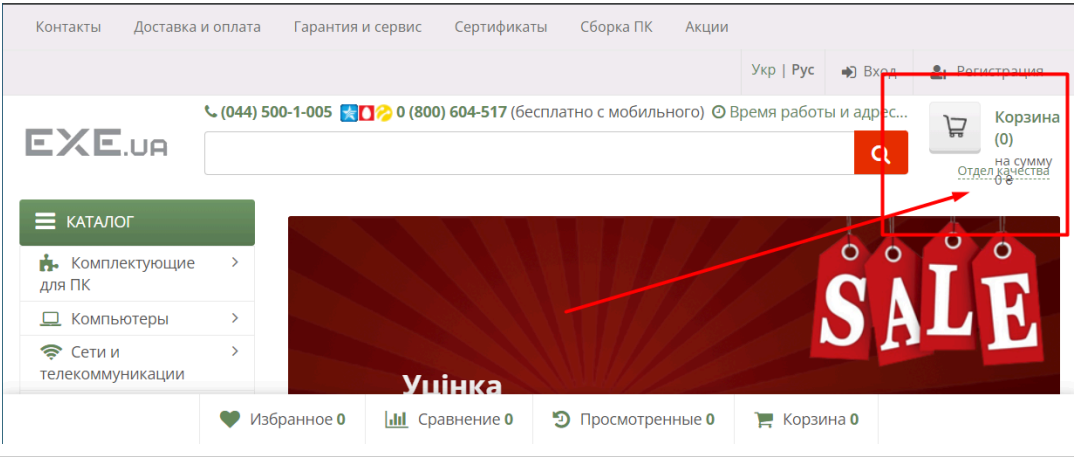 Контакты Доставка и оплата Гарантия и сервис Сертификаты Сборка ПК Акции
Укр | Рус Вход Регистрация
(044) 500-1-005 0 (800) 604-517 (бесплатно с мобильного) Время работы и адрес...
EXE.UA
Корзина
(0)
на сумму
0 ₴
Отдел качества
КАТАЛОГ
Комплектующие
для ПК
Компьютеры
Сети и
телекоммуникации
SALE
Уцінка
Избранное 0 Сравнение 0 Просмотренные 0 Корзина 0